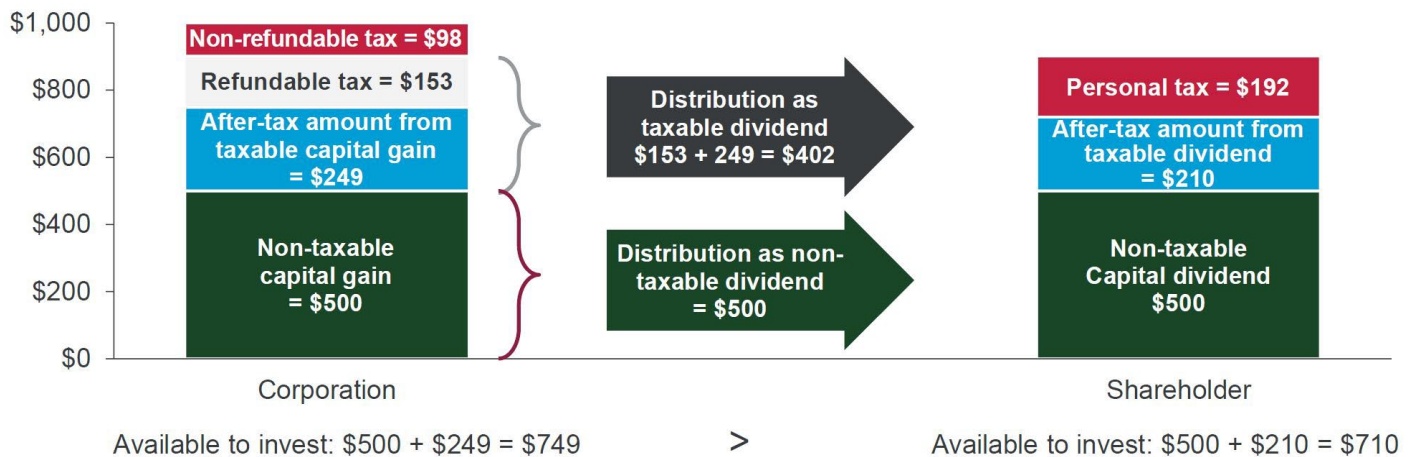 $1,000
$800
$600
$400
$200
$0
Non-refundable tax = $98
Refundable tax = $153
After-tax amount from
taxable capital gain
= $249
Non-taxable
capital gain
= $500
Distribution as
taxable dividend
$153 + 249 = $402
Distribution as non-
taxable dividend
= $500
Personal tax = $192
After-tax amount from
taxable dividend
= $210
Non-taxable
Capital dividend
$500
Corporation
Shareholder
Available to invest: $500 + $249 = $749
>
Available to invest: $500 + $210 = $710